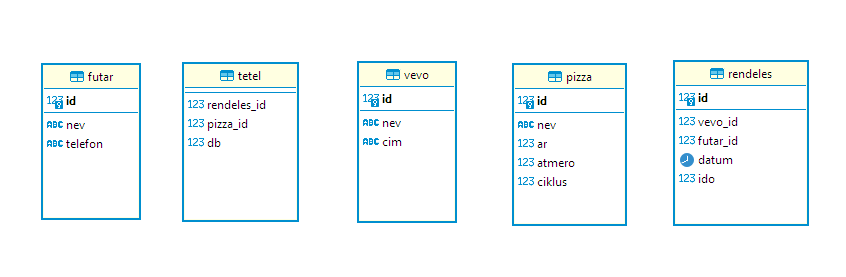 futar
123 id
ABC nev
ABC telefon
tetel
123 rendeles_id
123 pizza_id
123 db
vevo
123 id
ABC nev
ABC cim
pizza
123 id
ABC nev
123 ar
123 atmero
123 ciklus
rendeles
123 id
123 vevo_id
123 futar_id
datum
123 ido